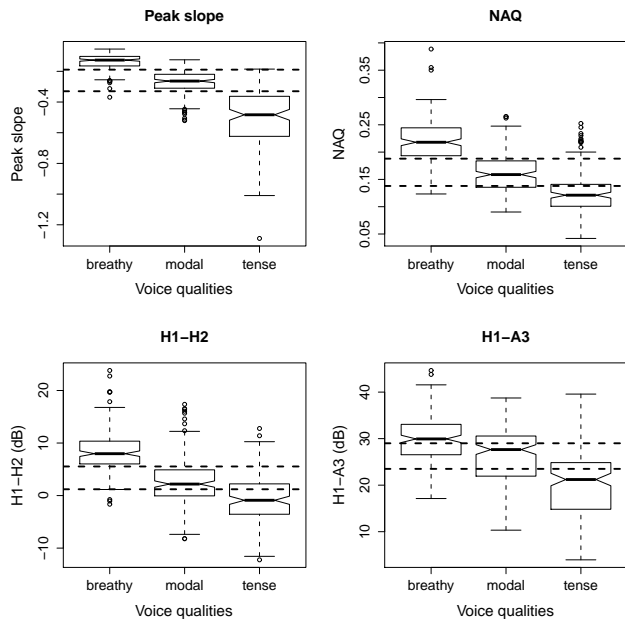 Peak slope
Peak slope
−0.4
−0.8
−1.2
breathy modal tense
Voice qualities
NAQ
NAQ
0.35
0.25
0.15
0.05
breathy modal tense
Voice qualities
H1−H2
H1−H2 (dB)
20
10
0
−10
breathy modal tense
Voice qualities
H1−A3
H1−A3 (dB)
40
30
20
10
breathy modal tense
Voice qualities